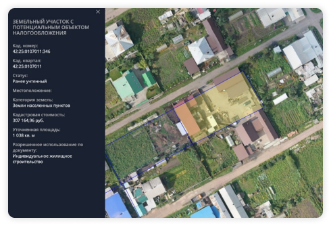 ЗЕМЕЛЬНЫЙ УЧАСТОК С
ПОТЕНЦИАЛЬНЫМ ОБЪЕКТОМ
НАЛОГООБЛОЖЕНИЯ
Кад. номер:
42:25:0137011:346
Кад. квартал:
42:25:0137011
Статус:
Ранее учтенный
Местоположение:
Категория земель:
Земли населенных пунктов
Кадастровая стоимость:
307 164,96 руб.
Уточненная площадь:
1 038 кв. м
Разрешенное использование по
документу:
Индивидуальное жилищное
строительство